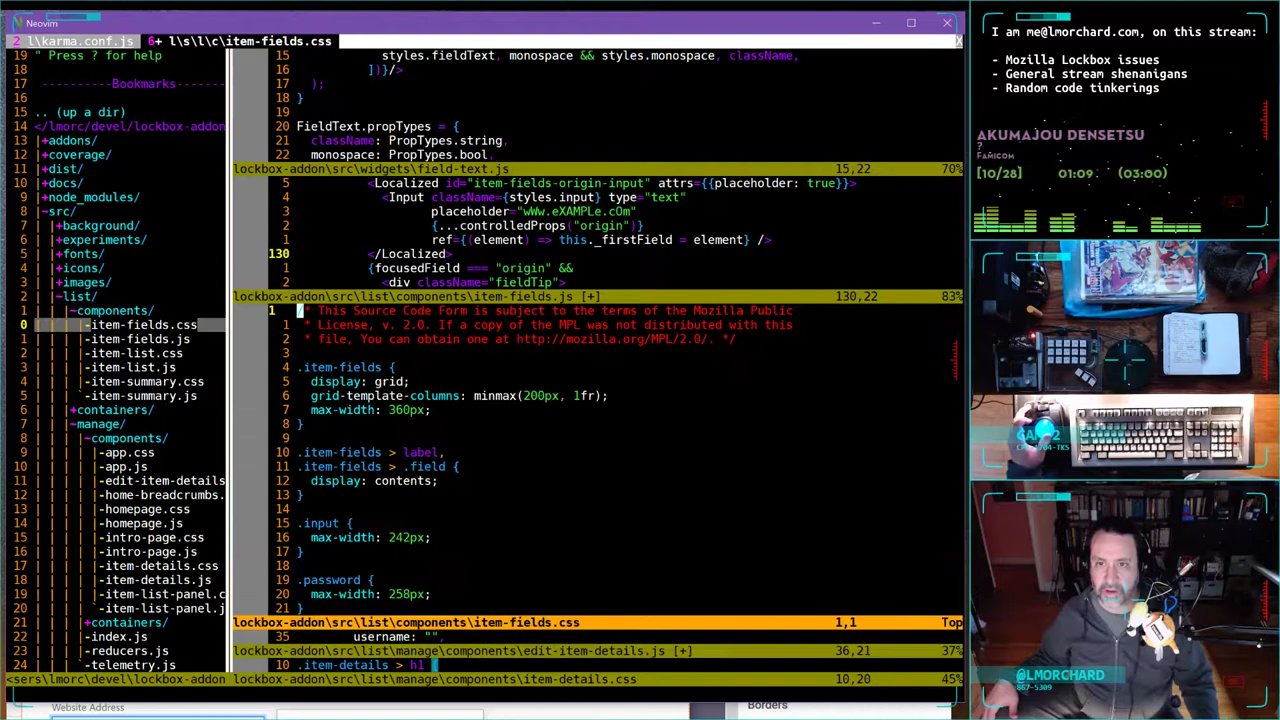 Neovim
2 l\karma.conf.js 6+ l\s\l\c\item-fields.css X
19 " Press ? for help
18
17 ----------Bookmarks-------
16
15 .. (up a dir)
14 </lmorc/devel/lockbox-addon
13 |+addons/
12 |+coverage/
11 |+dist/
10 |+docs/
9 |+node_modules/
8 |~src/
7 | |+background/
6 | |+experiments/
5 | |+fonts/
4 | |+icons/
3 | |+images/
2 | |~list/
1 | | |~components/
0 | | | |-item-fields.css
1 | | | |-item-fields.js
2 | | | |-item-list.css
3 | | | |-item-list.js
4 | | | |-item-summary.css
5 | | | `-item-summary.js
6 | | |+containers/
7 | | |~manage/
8 | | | |~components/
9 | | | | |-app.css
10 | | | | |-app.js
11 | | | | |-edit-item-details
12 | | | | |-home-breadcrumbs.
13 | | | | |-homepage.css
14 | | | | |-homepage.js
15 | | | | |-intro-page.css
16 | | | | |-intro-page.js
17 | | | | |-item-details.css
18 | | | | |-item-details.js
19 | | | | |-item-list-panel.c
20 | | | | `-item-list-panel.j
21 | | | |+containers/
22 | | | |-index.js
23 | | | |-reducers.js
24 | | | `-telemetry.js
<sers\lmorc\devel\lockbox-addon
15 styles.fieldText, monospace && styles.monospace, className,
16 ])}/>
17 );
18 }
19
20 FieldText.propTypes = {
21 className: PropTypes.string,
22 monospace: PropTypes.bool,
lockbox-addon\src\widgets\field-text.js 15,22 70%
5 <Localized id="item-fields-origin-input" attrs={{placeholder: true}}>
4 <Input className={styles.input} type="text"
3 placeholder="wWw.eXAMPLe.cOm"
2 {...controlledProps("origin")}
1 ref={(element) => this._firstField = element} />
130 </Localized>
1 {focusedField === "origin" &&
2 <div className="fieldTip">
lockbox-addon\src\list\components\item-fields.js [+] 130,22 83%
1 /* This Source Code Form is subject to the terms of the Mozilla Public
1 * License, v. 2.0. If a copy of the MPL was not distributed with this
2 * file, You can obtain one at http://mozilla.org/MPL/2.0/. */
3
4 .item-fields {
5 display: grid;
6 grid-template-columns: minmax(200px, 1fr);
7 max-width: 360px;
8 }
9
10 .item-fields > label,
11 .item-fields > .field {
12 display: contents;
13 }
14
15 .input {
16 max-width: 242px;
17 }
18
19 .password {
20 max-width: 258px;
21 }
lockbox-addon\src\list\components\item-fields.css 1,1 Top
35 username: "",
lockbox-addon\src\list\manage\components\edit-item-details.js [+] 36,21 37%
10 .item-details > h1 {
lockbox-addon\src\list\manage\components\item-details.css 10,20 45%
Website Address
Borders
I am me@lmorchard.com, on this stream:
- Mozilla Lockbox issues
- General stream shenanigans
- Random code tinkerings
AKUMAJOU DENSETSU
?
FAMICOM
[10/28] 01:09 (03:00)
@LMORCHARD
867-5309